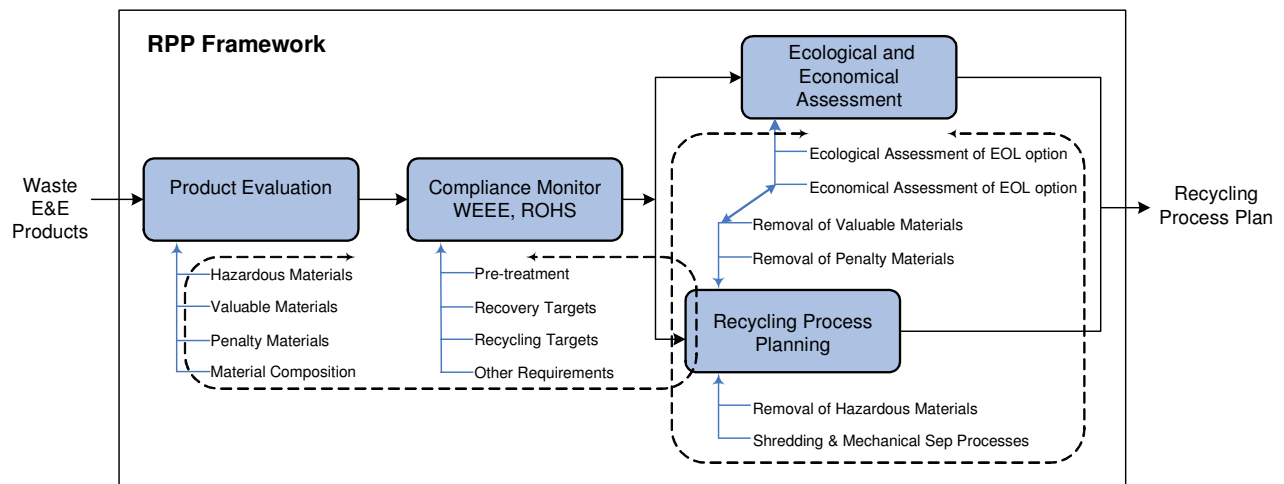 RPP Framework
Ecological and
Economical
Assessment
Ecological Assessment of EOL option
Economical Assessment of EOL option
Waste
E&E
Products
Product Evaluation
Hazardous Materials
Valuable Materials
Penalty Materials
Material Composition
Compliance Monitor
WEEE, ROHS
Pre-treatment
Recovery Targets
Recycling Targets
Other Requirements
Removal of Valuable Materials
Removal of Penalty Materials
Recycling Process
Planning
Removal of Hazardous Materials
Shredding & Mechanical Sep Processes
Recycling
Process Plan